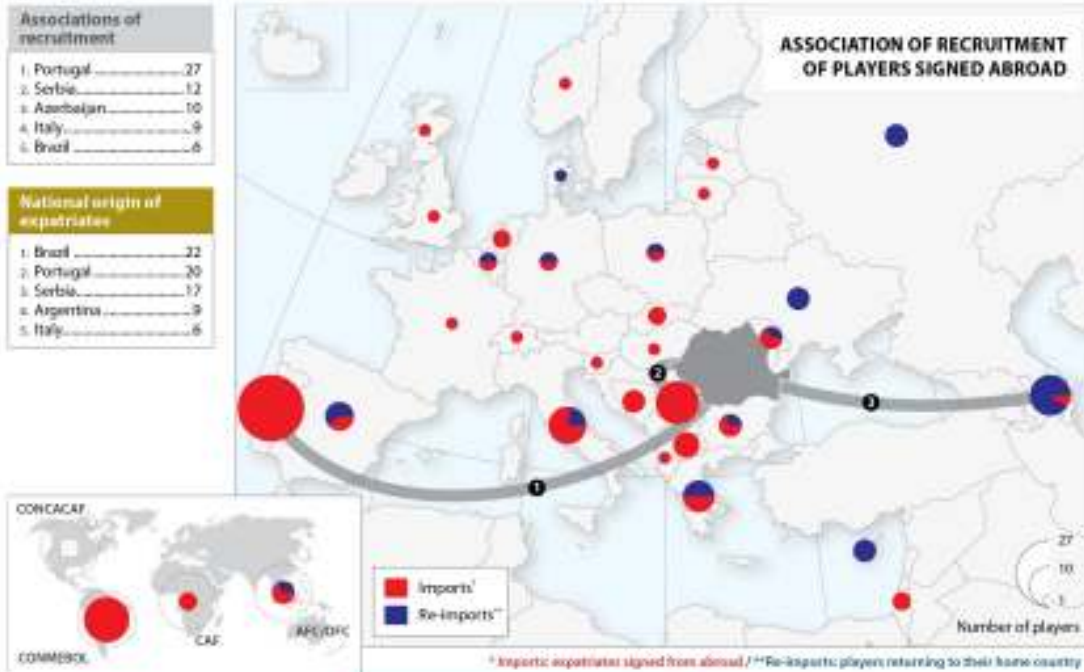 Associations of
recruitment
1. Portugal 27
2. Serbia 12
3. Azerbaijan 10
4. Italy 9
5. Brazil 6
National origin of
expatriates
1. Brazil 22
2. Portugal 20
3. Serbia 17
4. Argentina 9
5. Italy 6
ASSOCIATION OF RECRUITMENT
OF PLAYERS SIGNED ABROAD
2
3
1
CONCACAF
CONMEBOL
CAF
AFC/OFC
Imports*
Re-imports**
27
10
1
Number of players
* Imports: expatriates signed from abroad / **Re-imports: players returning to their home country